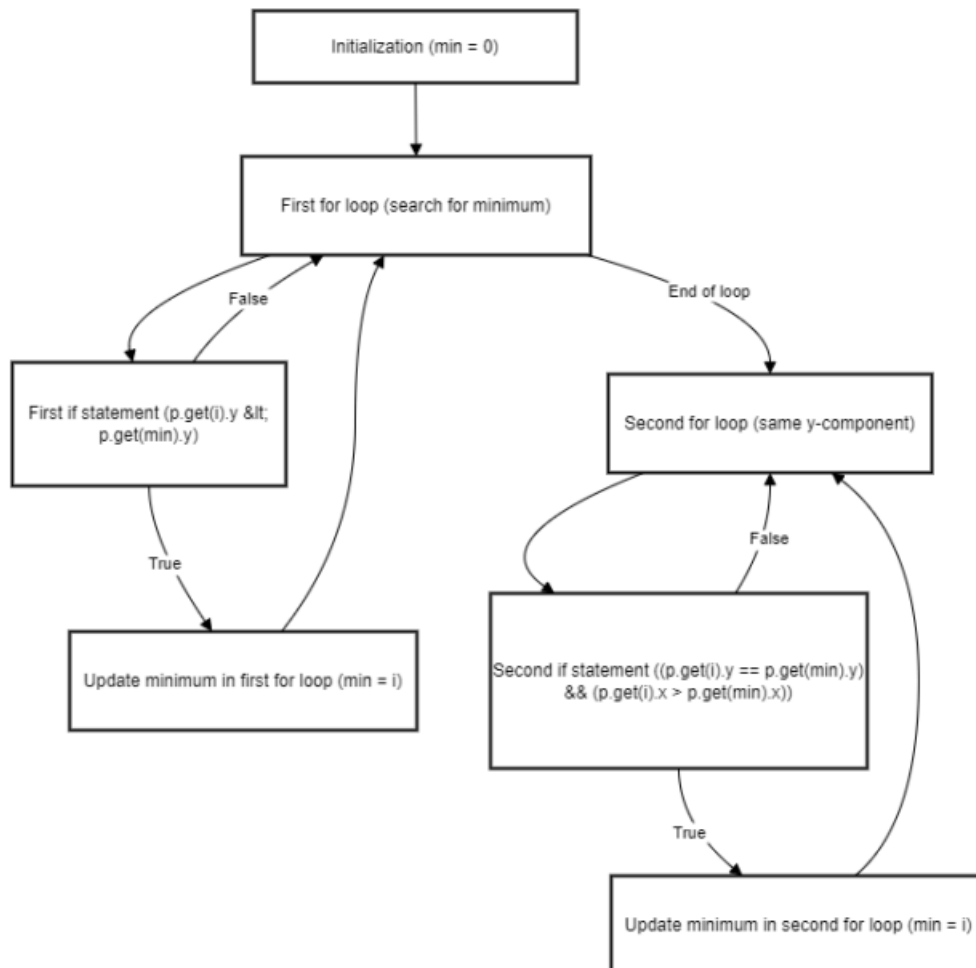 Initialization (min = 0)
First for loop (search for minimum)
False
End of loop
First if statement (p.get(i).y &lt;
p.get(min).y)
Second for loop (same y-component)
True
False
Update minimum in first for loop (min = i)
Second if statement ((p.get(i).y == p.get(min).y)
&& (p.get(i).x > p.get(min).x))
True
Update minimum in second for loop (min = i)